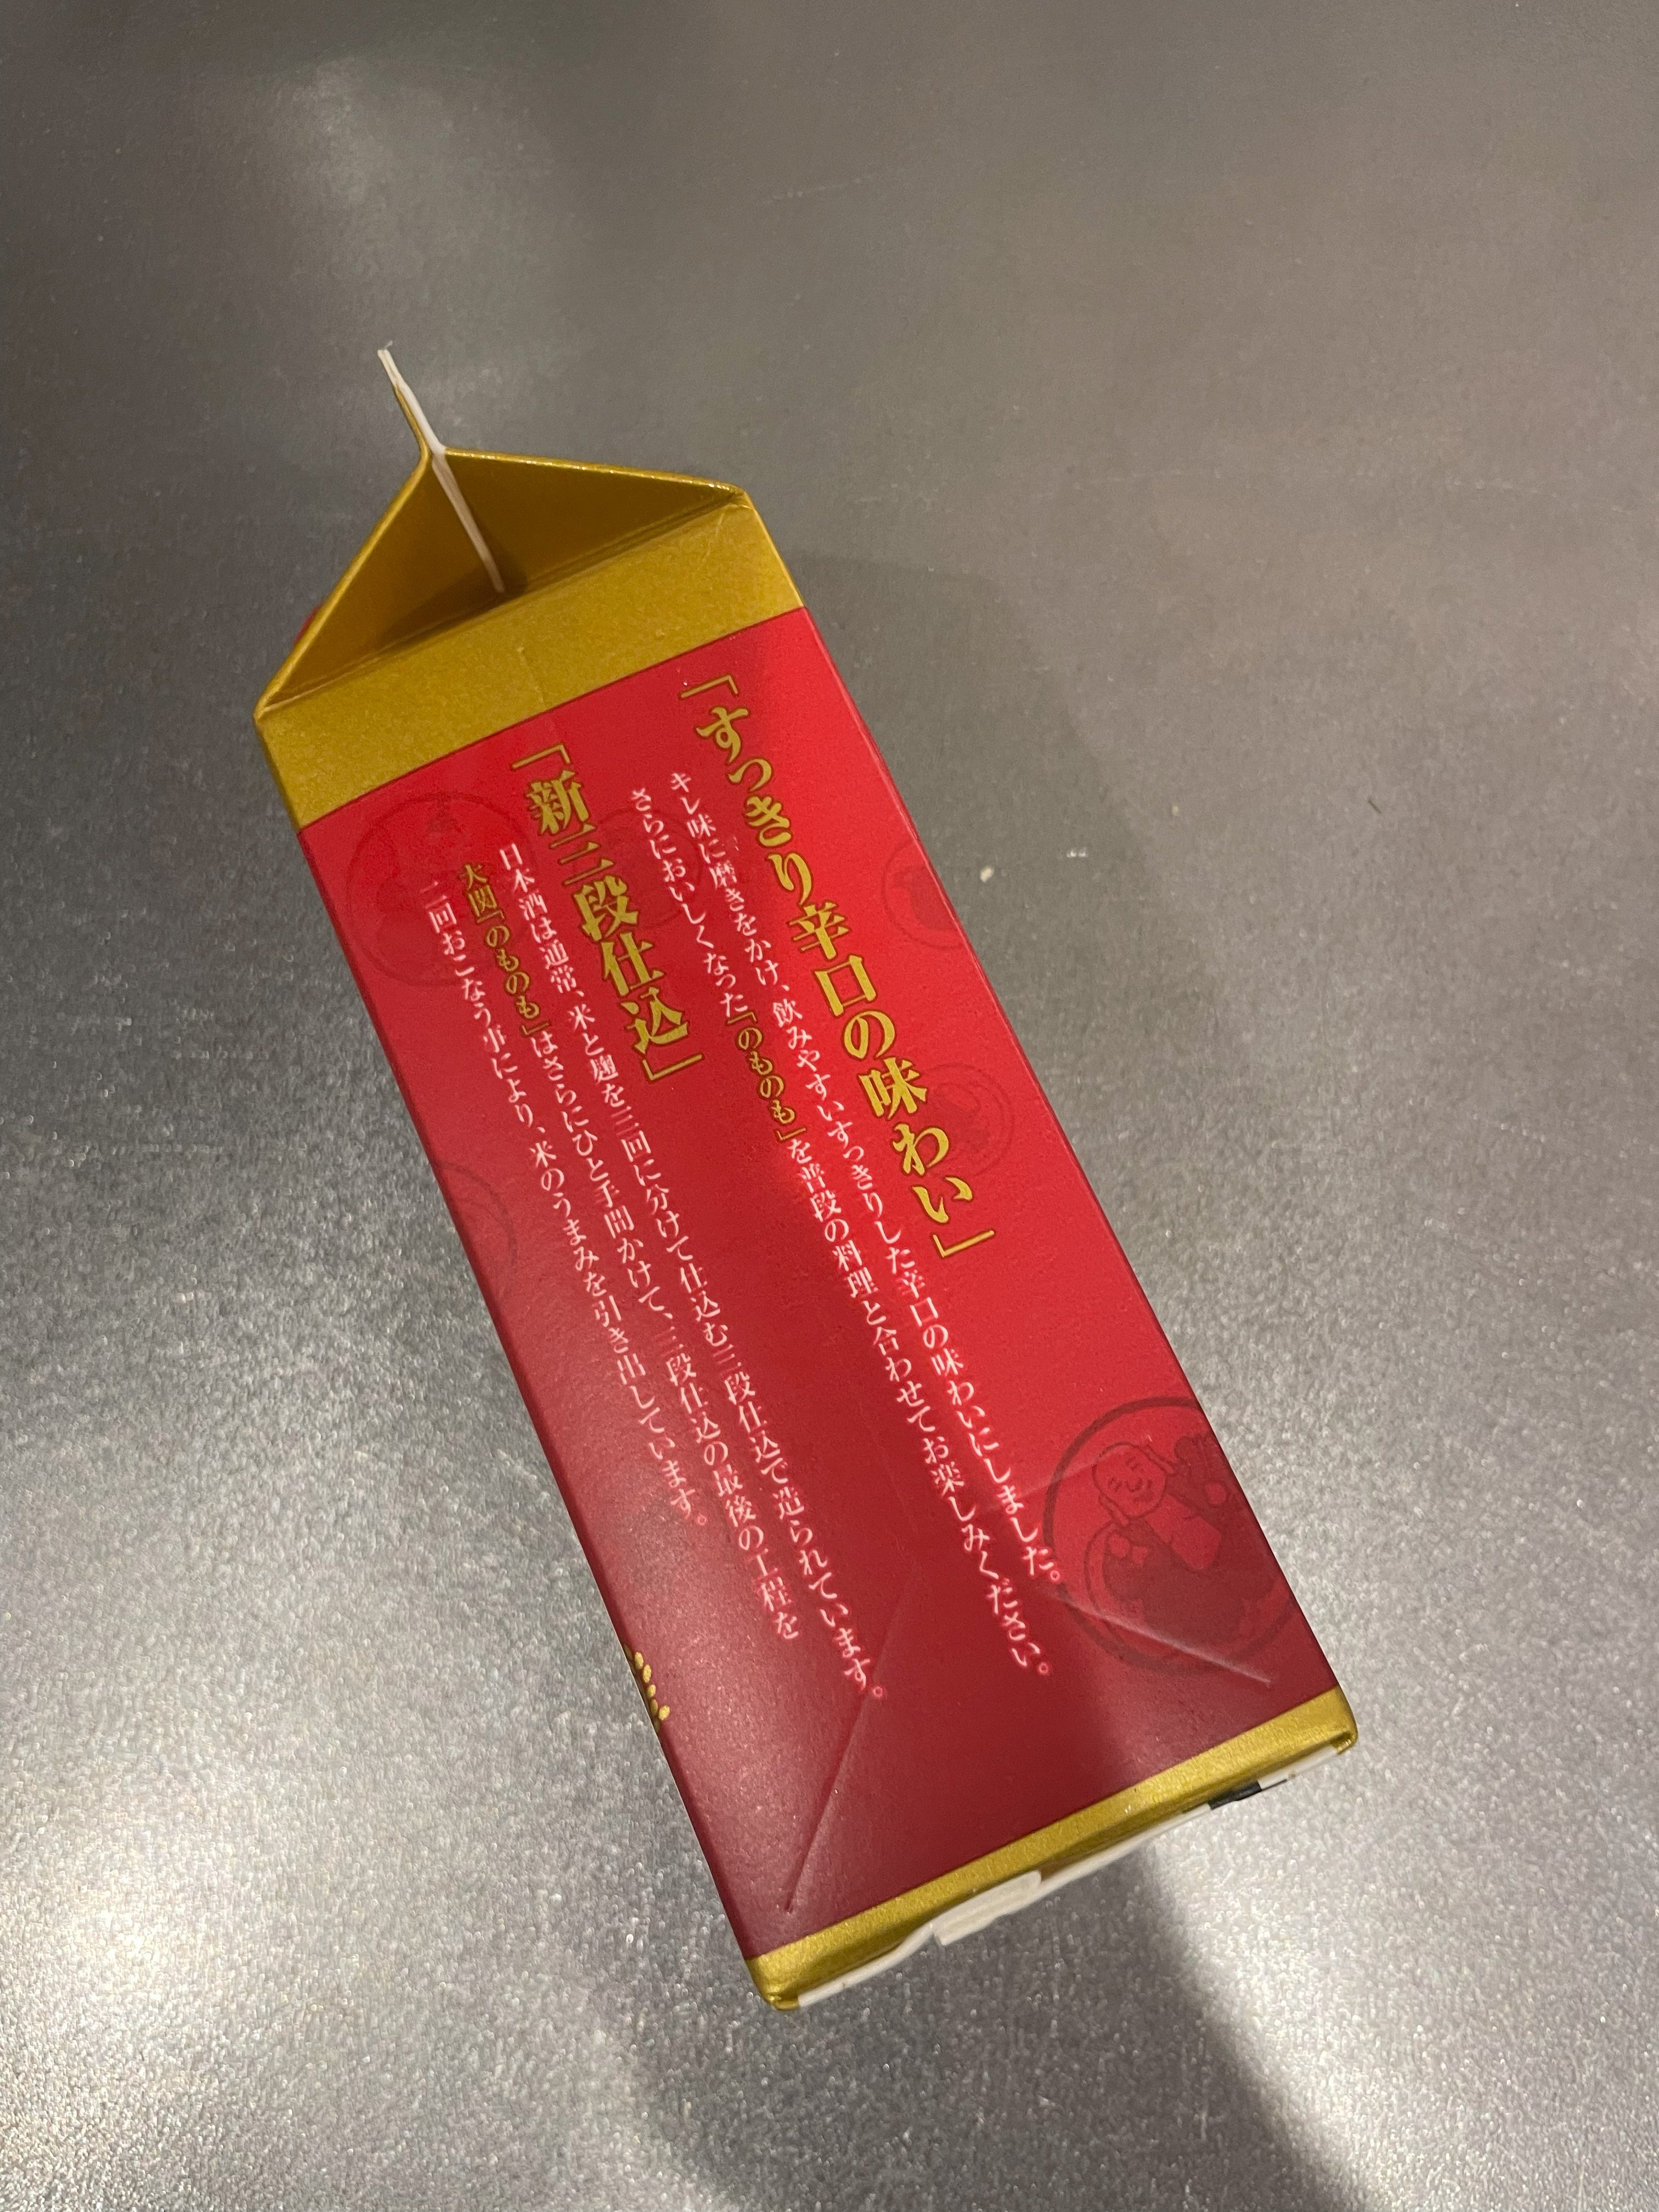 「すっきり辛口の味わい」
キレ味に磨きをかけ、飲みやすいすっきりした辛口の味わいにしました。
さらにおいしくなった「のものも」を普段の料理と合わせてお楽しみください。
「新三段仕込」
日本酒は通常、米と麹を三回に分けて仕込む三段仕込で造られています。
大関「のものも」はさらにひと手間かけて、三段仕込の最後の工程を
二回おこなう事により、米のうまみを引き出しています。